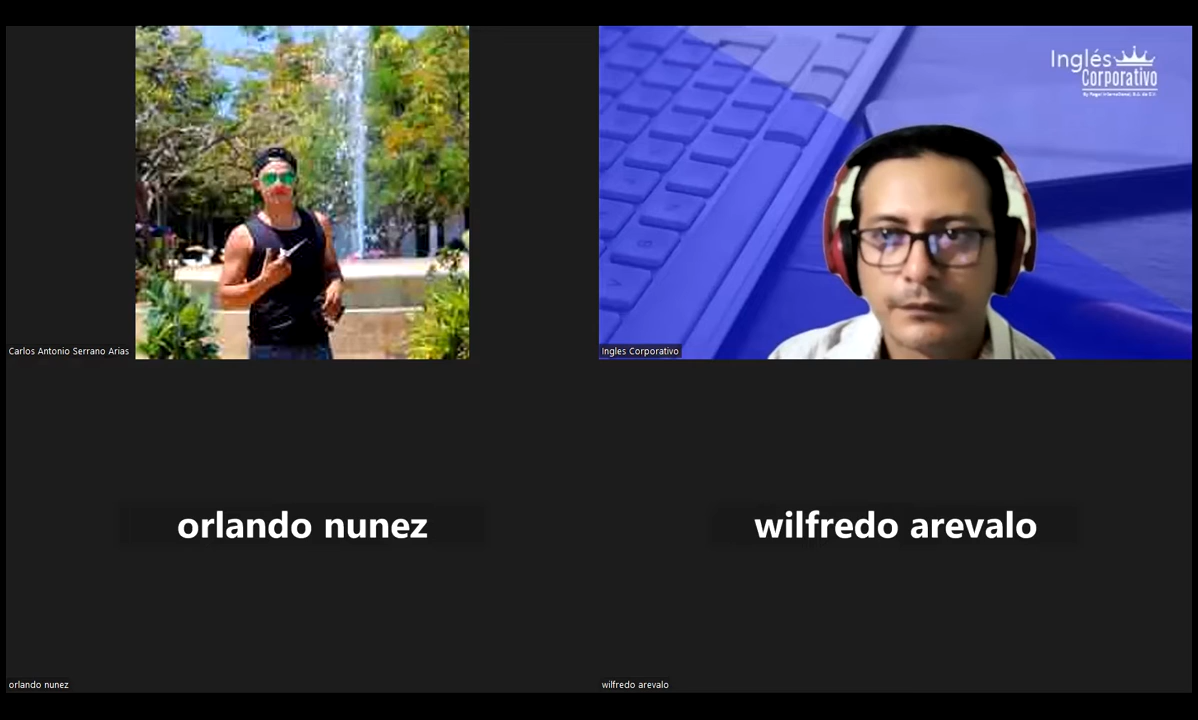 Inglés
Corporativo
Carlos Antonio Serrano Arias
Ingles Corporativo
orlando nunez
wilfredo arevalo
orlando nunez
wilfredo arevalo